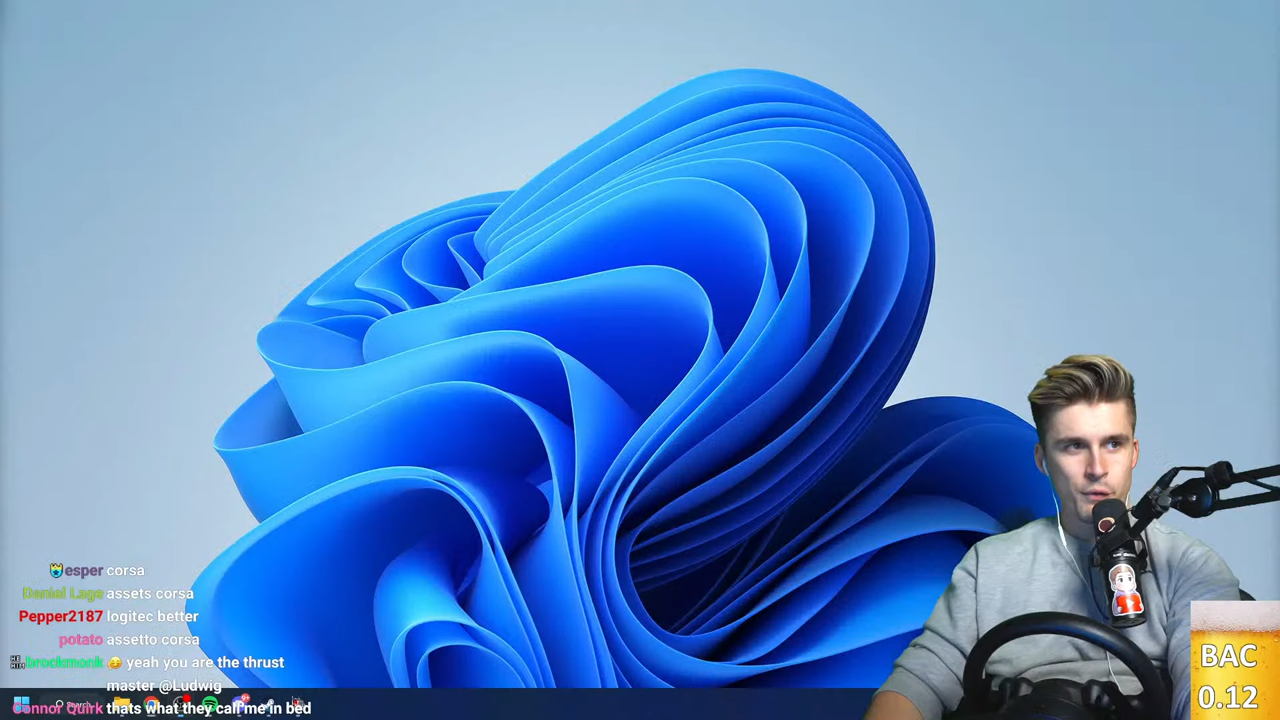 esper corsa
Daniel Lage assets corsa
Pepper2187 logitec better
potato assetto corsa
brockmonk 🥳 yeah you are the thrust
master @Ludwig
Connor Quirk thats what they call me in bed
BAC
0.12